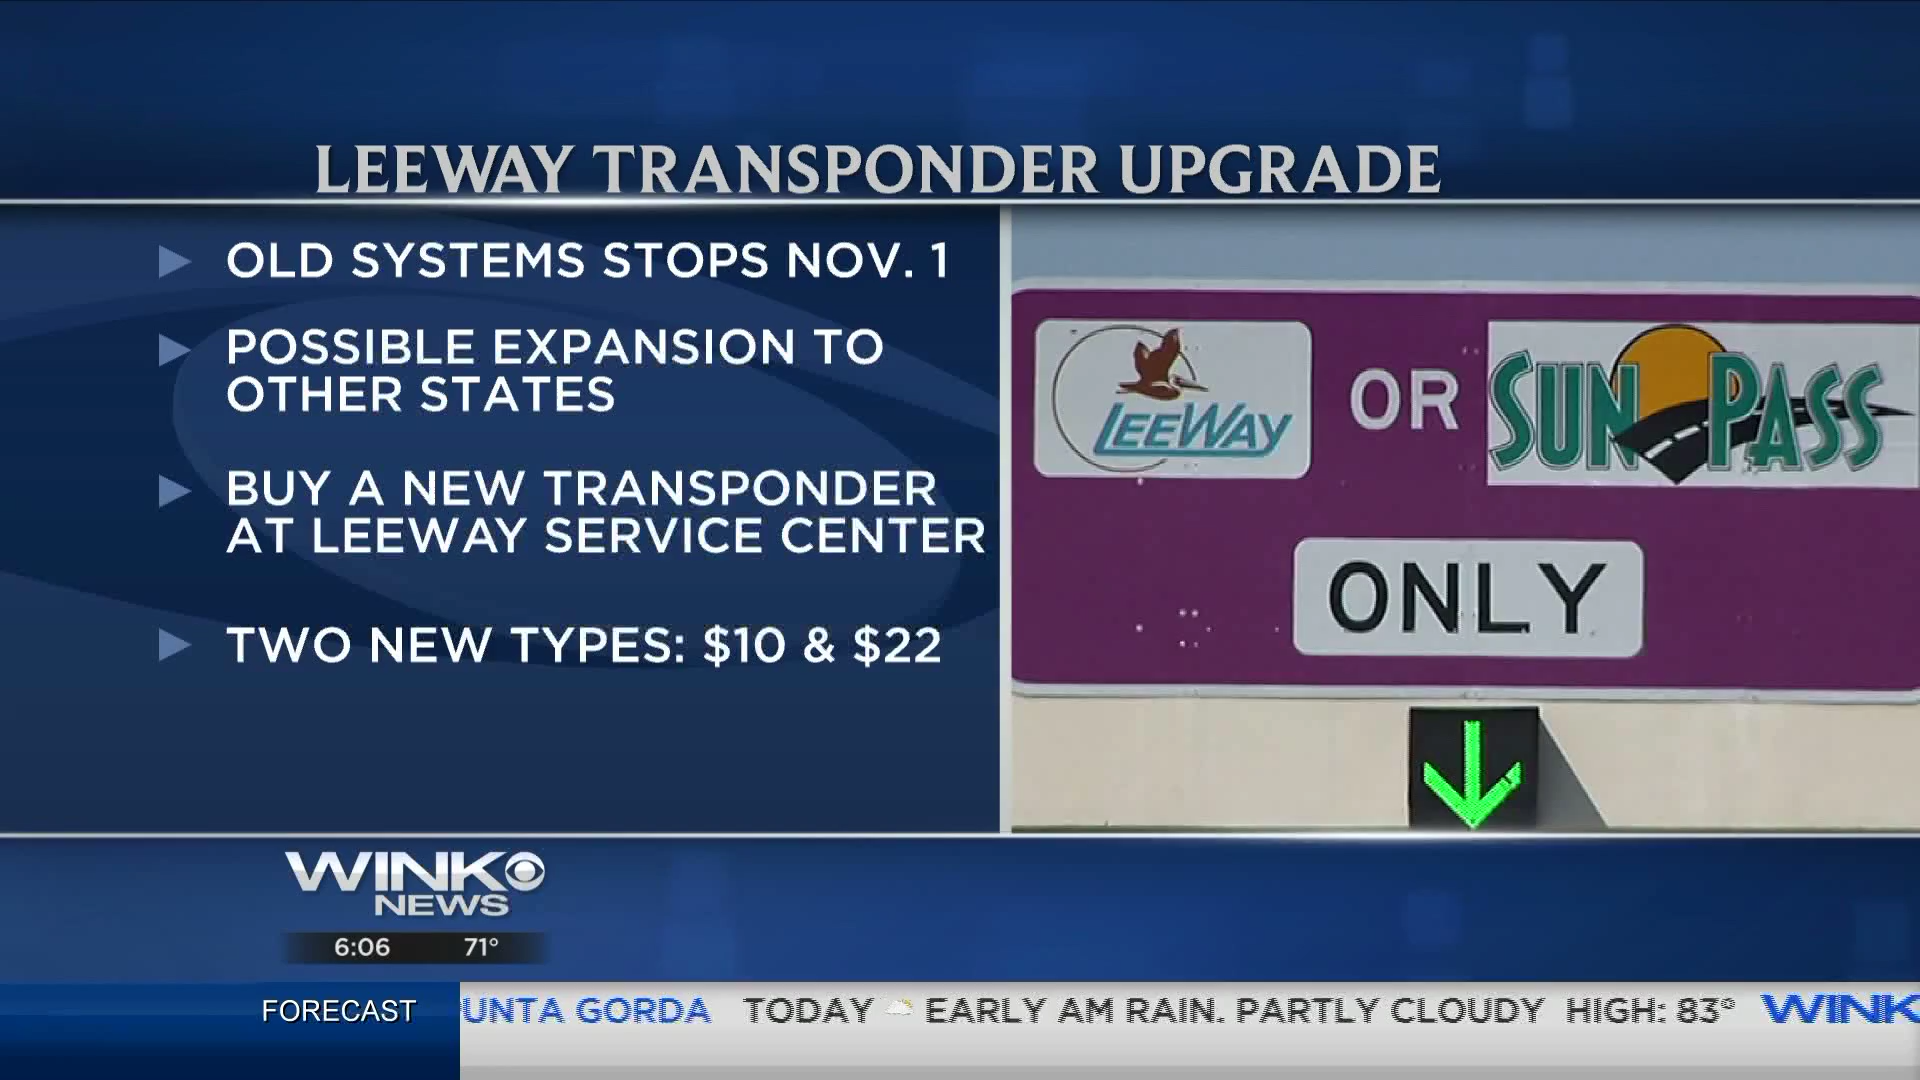 LEEWAY TRANSPONDER UPGRADE
OLD SYSTEMS STOPS NOV. 1
POSSIBLE EXPANSION TO
OTHER STATES
BUY A NEW TRANSPONDER
AT LEEWAY SERVICE CENTER
TWO NEW TYPES: $10 & $22
LEEWAY OR SUNPASS
ONLY
WINK
NEWS
6:06 71°
FORECAST UNTA GORDA TODAY EARLY AM RAIN. PARTLY CLOUDY HIGH: 83° WINK